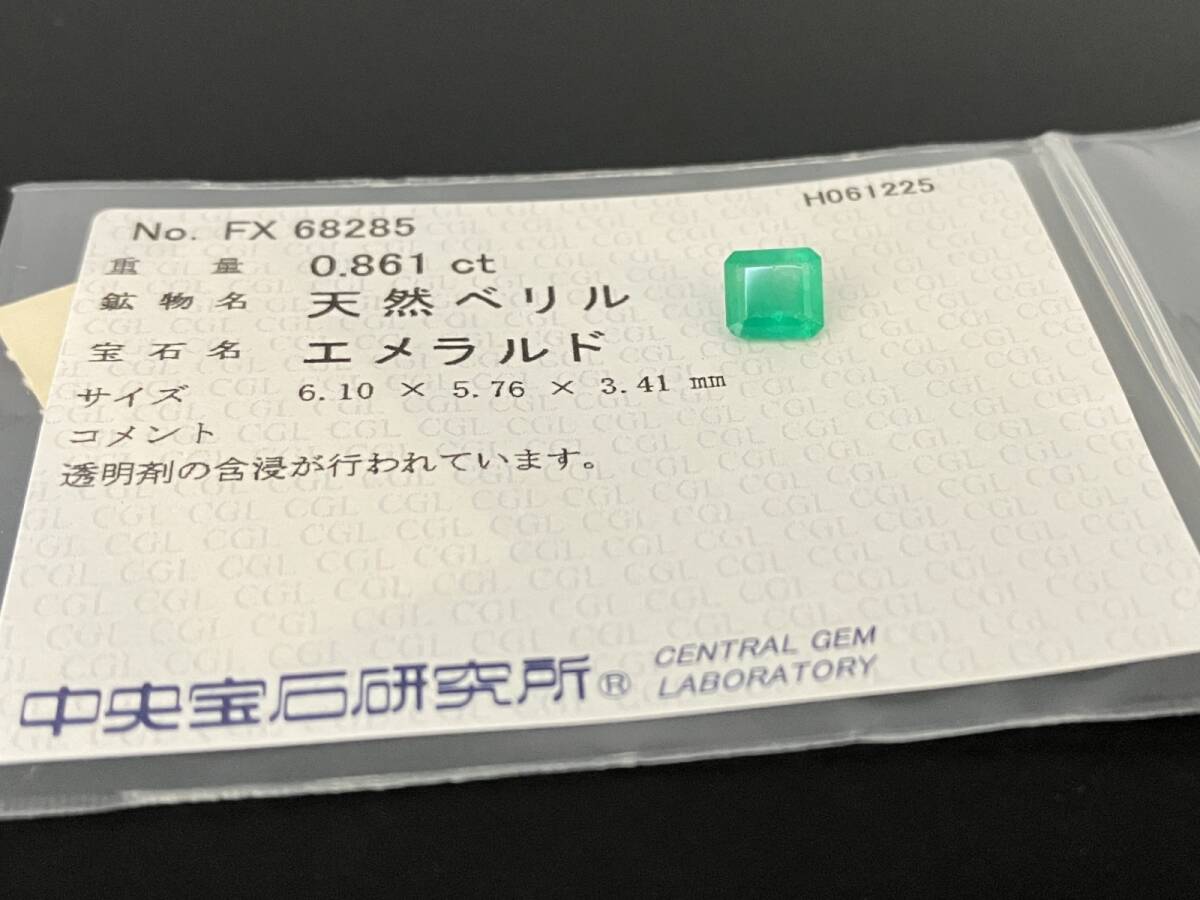 No. FX 68285
H061225
重量 0.861 ct
鉱物名 天然ベリル
宝石名 エメラルド
サイズ 6.10 × 5.76 × 3.41 mm
コメント
透明剤の含浸が行われています。
中央宝石研究所® CENTRAL GEM
LABORATORY